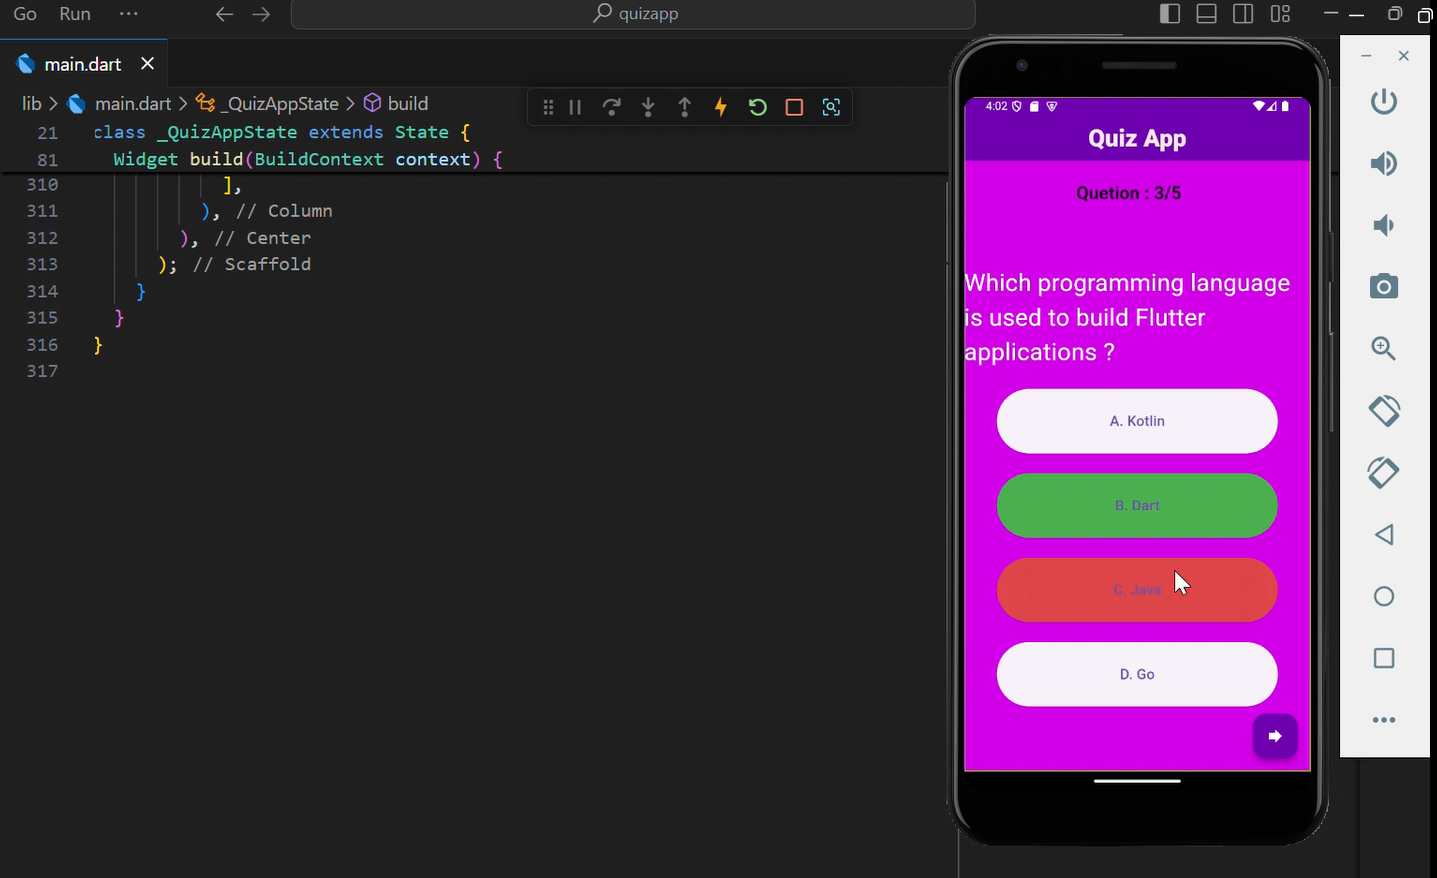 Go Run ··· quizapp
main.dart
lib > main.dart > _QuizAppState > build
21 class _QuizAppState extends State {
81 Widget build(BuildContext context) {
310 ],
311 ), // Column
312 ), // Center
313 ); // Scaffold
314 }
315 }
316 }
317
4:02
Quiz App
Quetion : 3/5
Which programming language
is used to build Flutter
applications ?
A. Kotlin
B. Dart
C. Java
D. Go